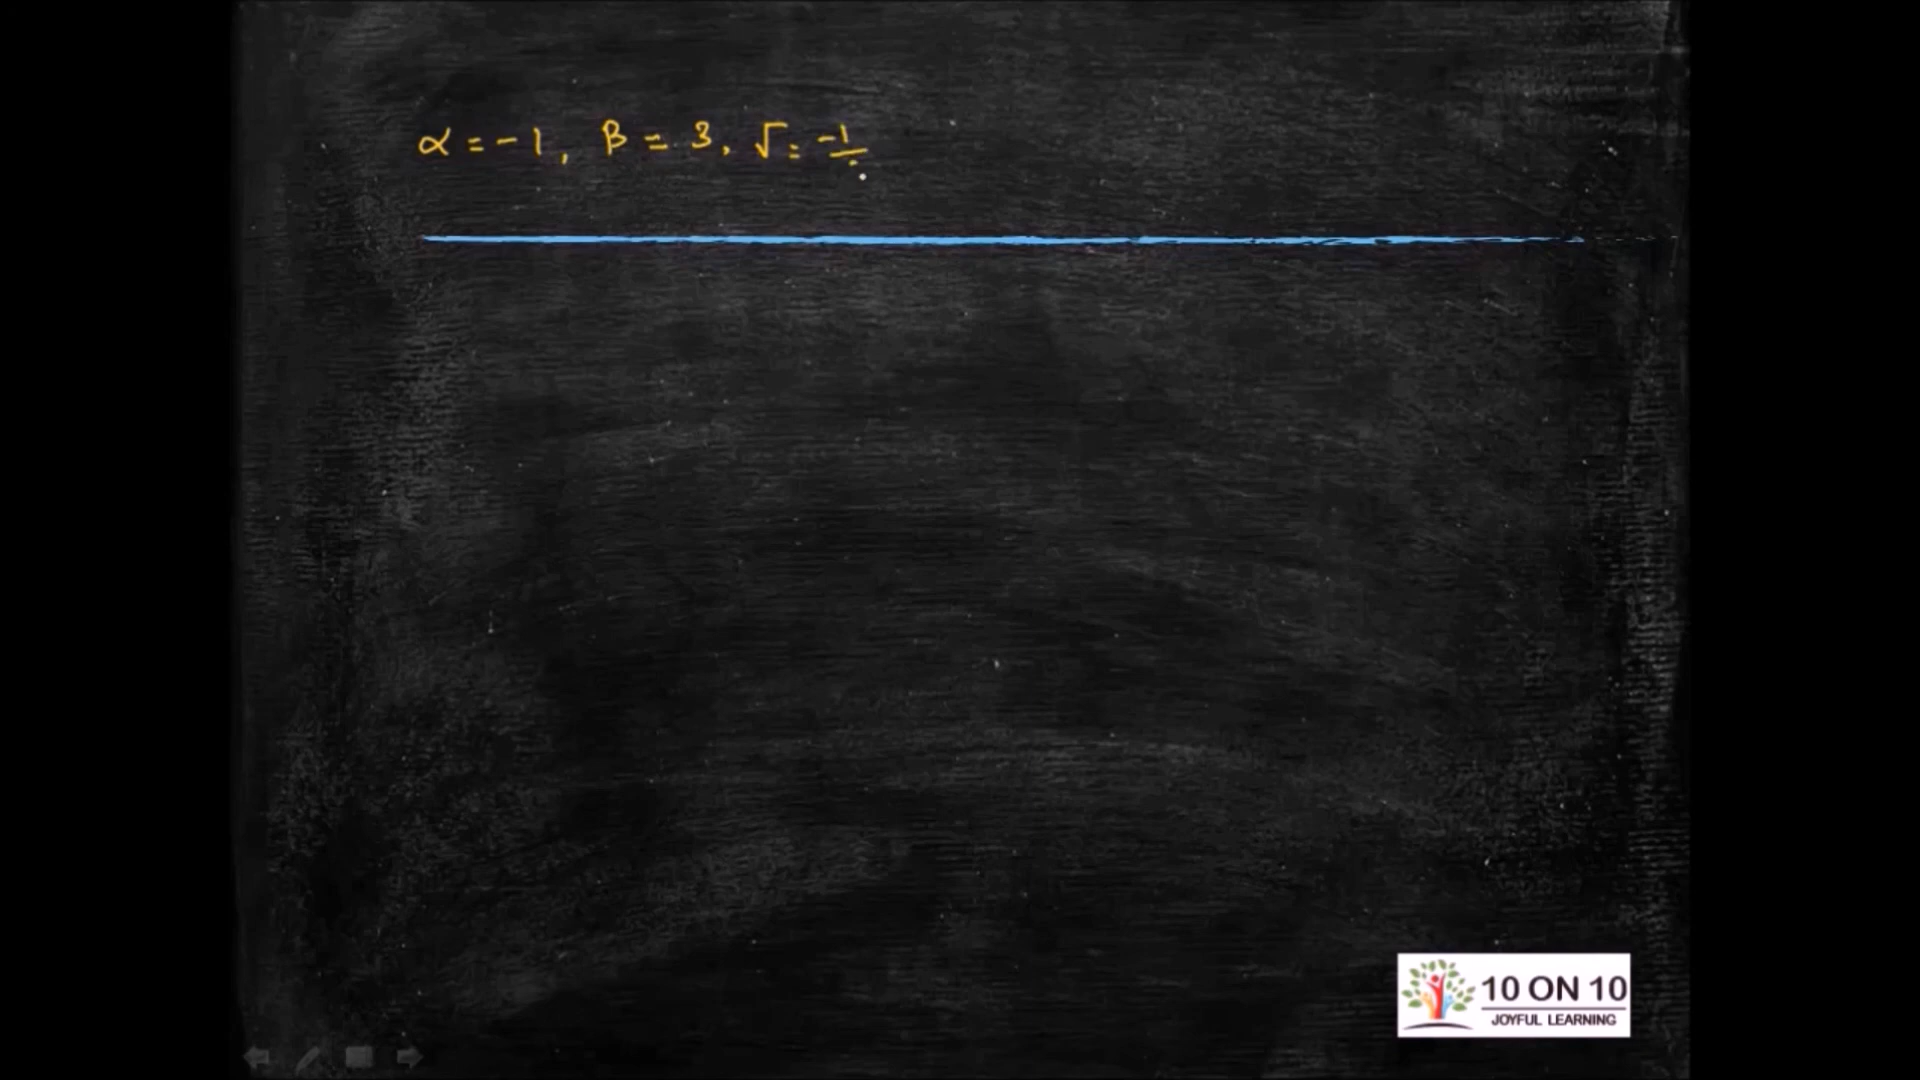 α = -1, β = 3, √ = -1/
10 ON 10
JOYFUL LEARNING